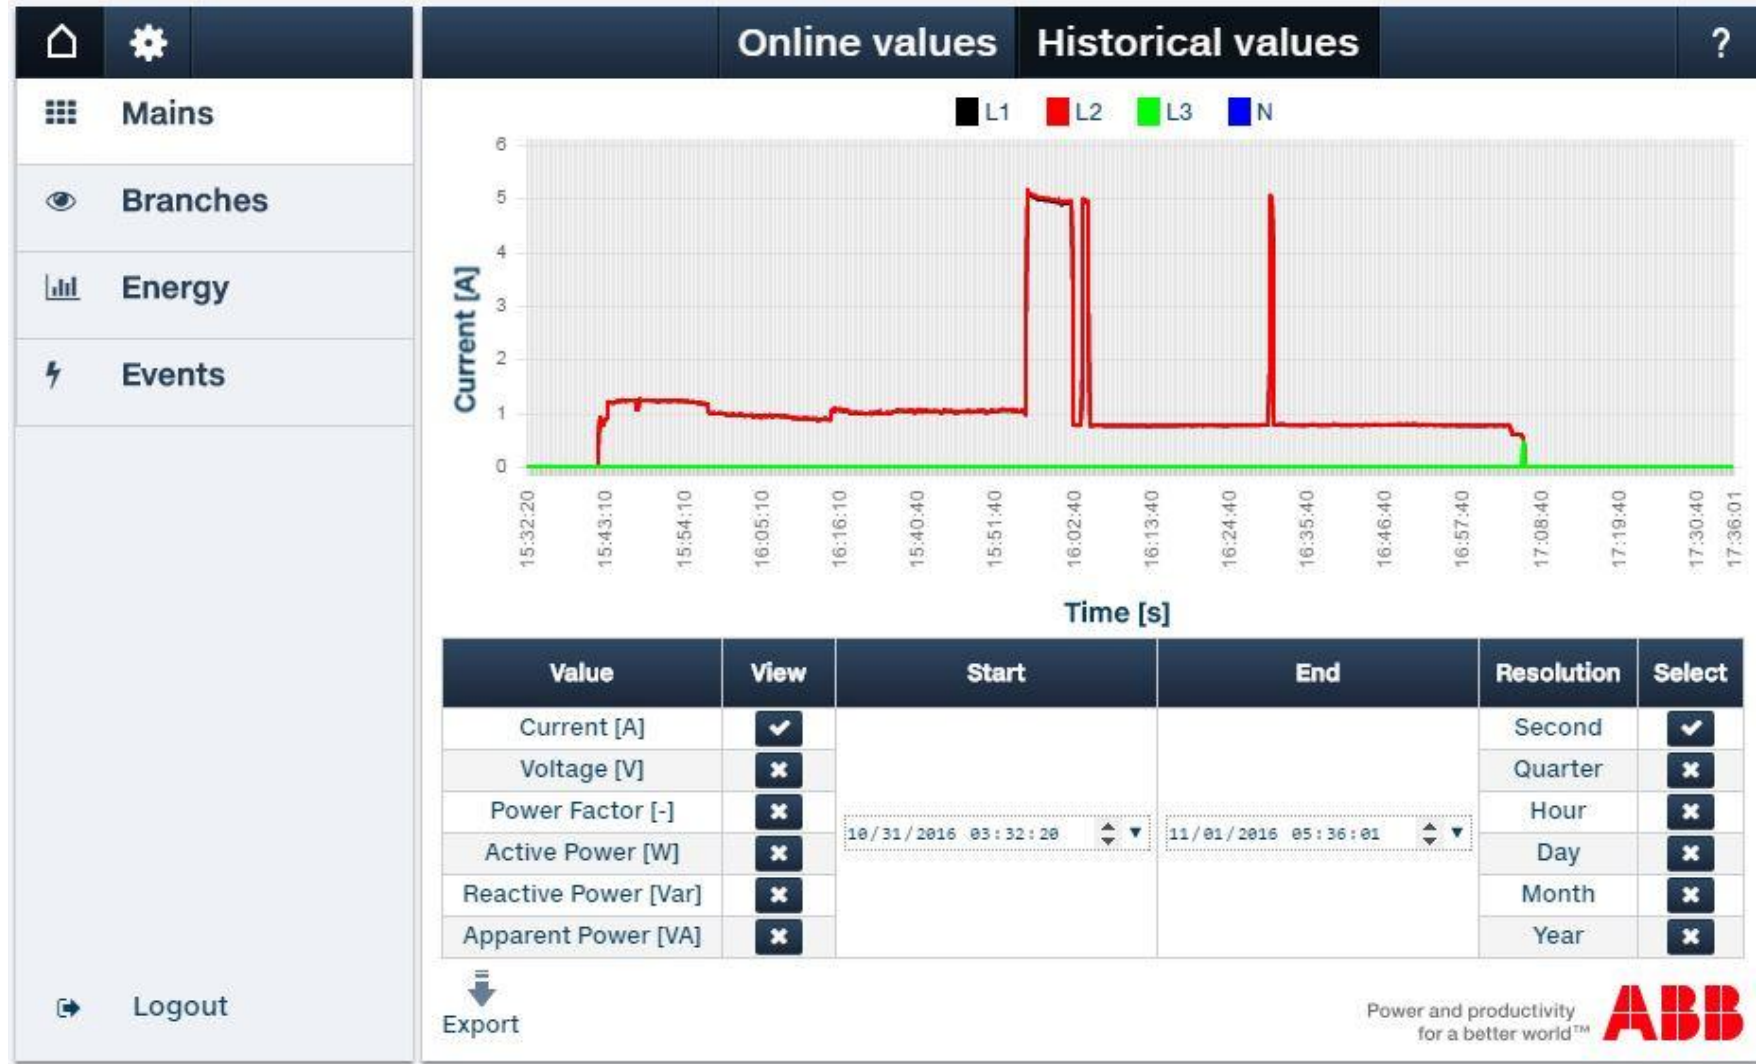 Online values Historical values ?
Mains
Branches
Energy
Events
Logout
L1 L2 L3 N
6
5
4
3
2
1
0
Current [A]
15:32:20 15:43:10 15:54:10 16:05:10 16:16:10 15:40:40 15:51:40 16:02:40 16:13:40 16:24:40 16:35:40 16:46:40 16:57:40 17:08:40 17:19:40 17:30:40 17:36:01
Time [s]
Value View Start End Resolution Select
Current [A] Second
Voltage [V] Quarter
Power Factor [-] Hour
10/31/2016 03:32:20 11/01/2016 05:36:01
Active Power [W] Day
Reactive Power [Var] Month
Apparent Power [VA] Year
Export
Power and productivity
for a better world™
ABB